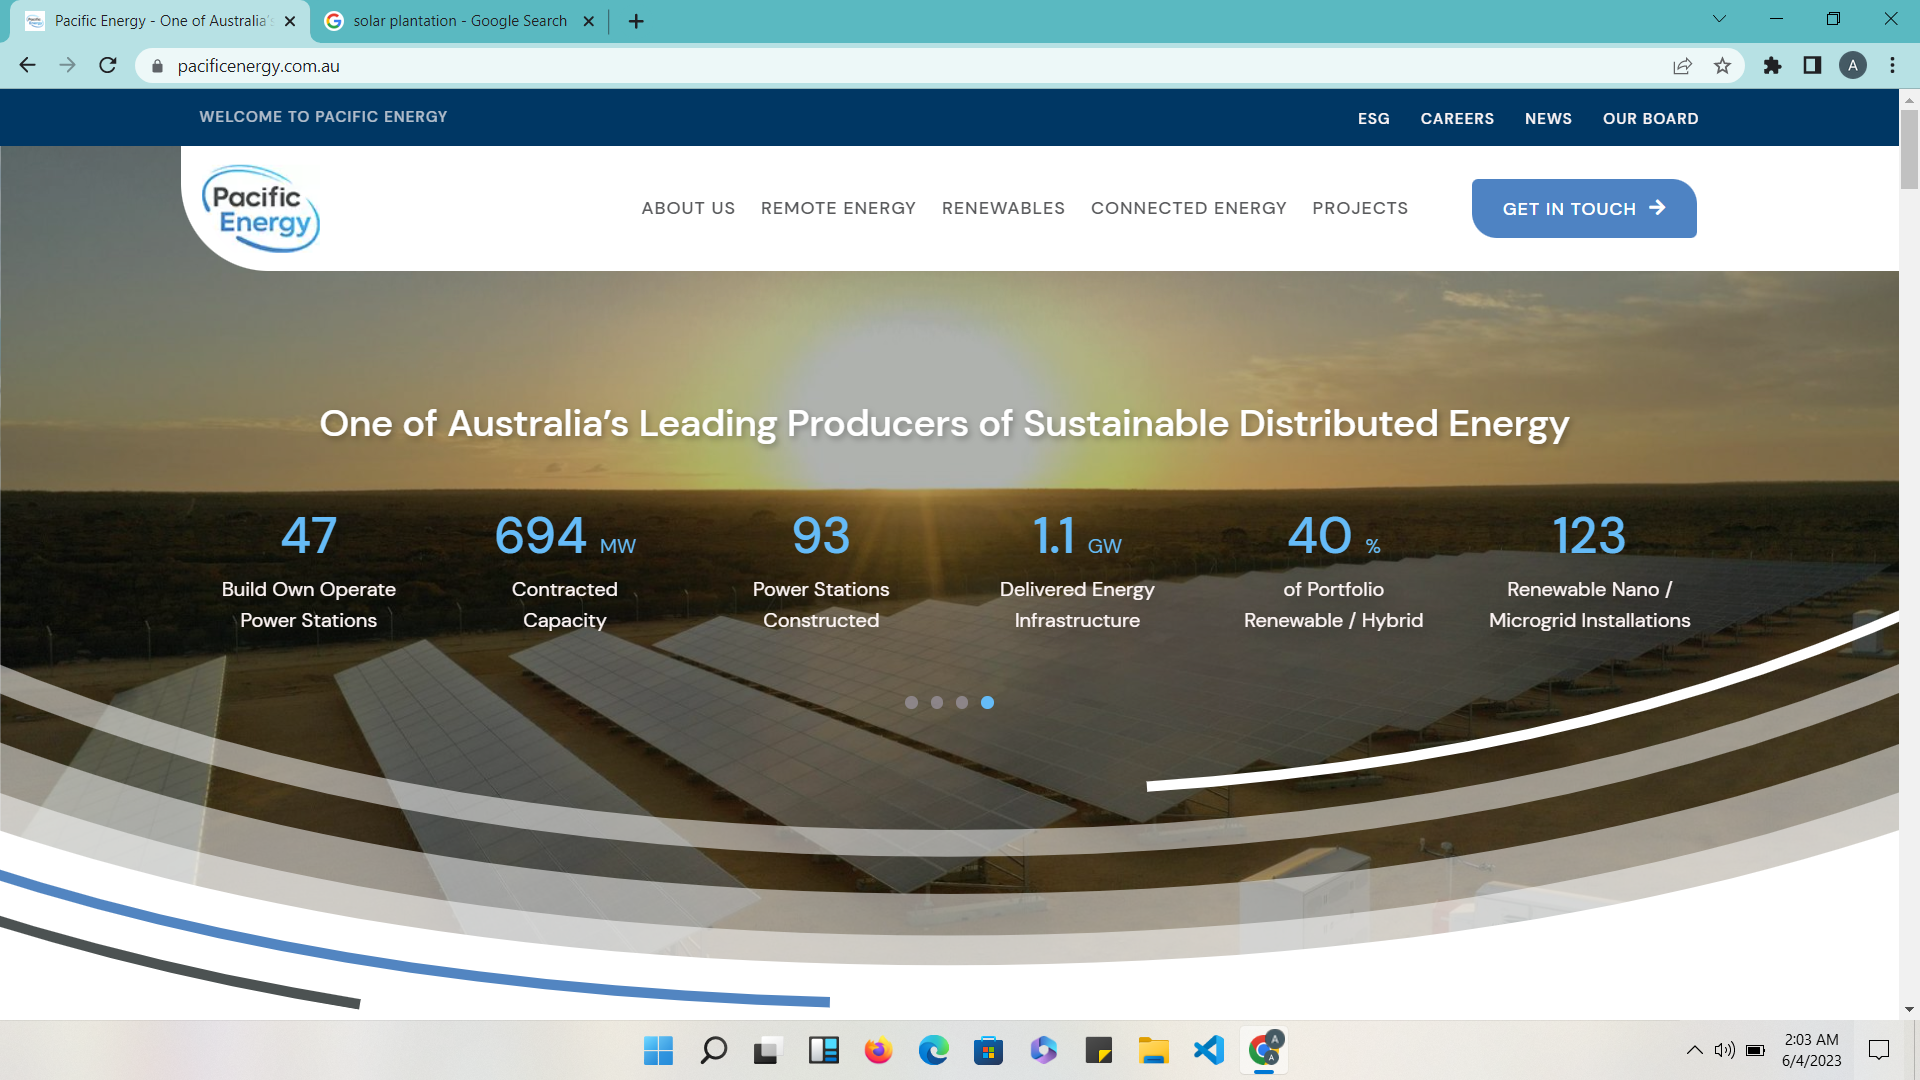 Pacific Energy - One of Australia's
solar plantation - Google Search
pacificenergy.com.au
A
WELCOME TO PACIFIC ENERGY
ESG CAREERS NEWS OUR BOARD
Pacific
Energy
ABOUT US REMOTE ENERGY RENEWABLES CONNECTED ENERGY PROJECTS
GET IN TOUCH
One of Australia’s Leading Producers of Sustainable Distributed Energy
47
Build Own Operate
Power Stations
694 MW
Contracted
Capacity
93
Power Stations
Constructed
1.1 GW
Delivered Energy
Infrastructure
40 %
of Portfolio
Renewable / Hybrid
123
Renewable Nano /
Microgrid Installations
A
A
2:03 AM
6/4/2023